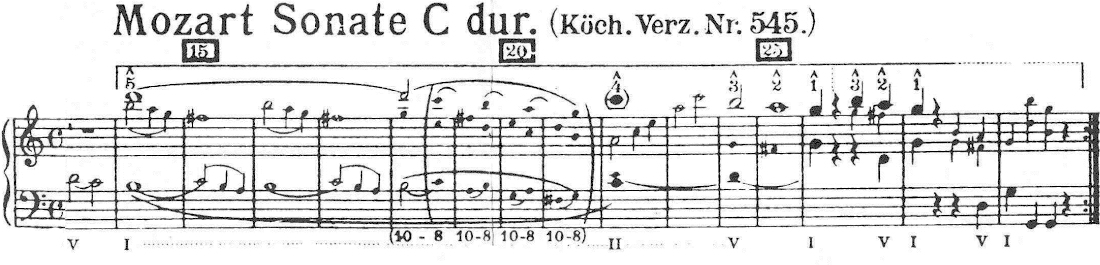 Mozart Sonate C dur. (Köch. Verz. Nr. 545.)
15 20 25
5 4 3 2 1 3 2 1
V I (10 - 8 10-8 10-8 10-8) II V I V I V I